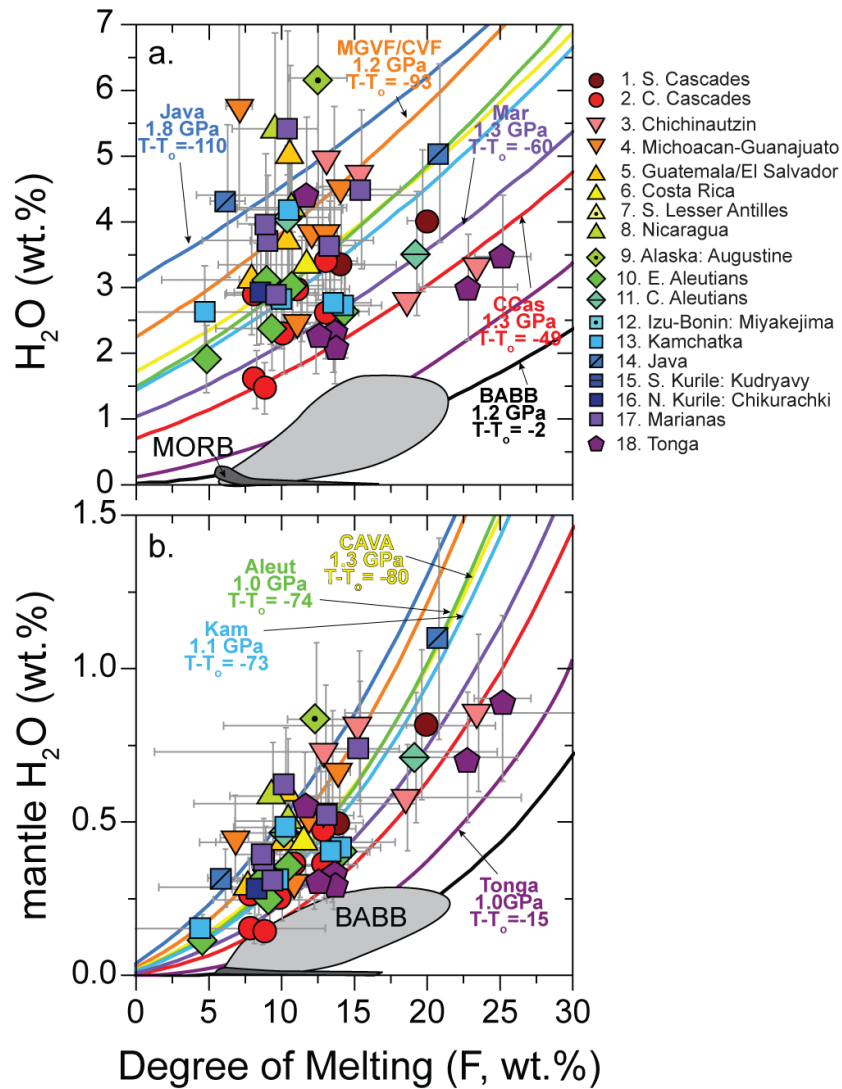 7
6
5
4
3
2
1
0
H₂O (wt.%)
a.
MGVF/CVF
1.2 GPa
T-Tₒ= -93
Java
1.8 GPa
T-Tₒ= -110
Mar
1.3 GPa
T-Tₒ= -60
CCas
1.3 GPa
T-Tₒ= -49
BABB
1.2 GPa
T-Tₒ= -2
MORB
1. S. Cascades
2. C. Cascades
3. Chichinautzin
4. Michoacan-Guanajuato
5. Guatemala/El Salvador
6. Costa Rica
7. S. Lesser Antilles
8. Nicaragua
9. Alaska: Augustine
10. E. Aleutians
11. C. Aleutians
12. Izu-Bonin: Miyakejima
13. Kamchatka
14. Java
15. S. Kurile: Kudryavy
16. N. Kurile: Chikurachki
17. Marianas
18. Tonga
1.5
1.0
0.5
0.0
mantle H₂O (wt.%)
b.
CAVA
1.3 GPa
T-Tₒ= -80
Aleut
1.0 GPa
T-Tₒ= -74
Kam
1.1 GPa
T-Tₒ= -73
Tonga
1.0GPa
T-Tₒ=-15
BABB
0 5 10 15 20 25 30
Degree of Melting (F, wt.%)